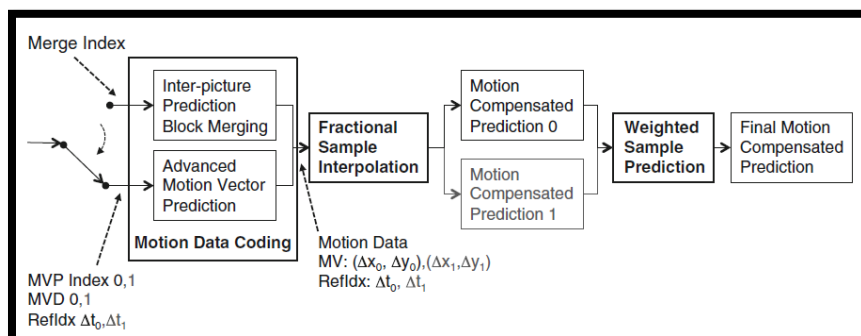 Merge Index
Inter-picture
Prediction
Block Merging
Advanced
Motion Vector
Prediction
Motion Data Coding
MVP Index 0,1
MVD 0,1
RefIdx Δt₀,Δt₁
Fractional
Sample
Interpolation
Motion Data
MV: (Δx₀, Δy₀),(Δx₁,Δy₁)
RefIdx: Δt₀, Δt₁
Motion
Compensated
Prediction 0
Motion
Compensated
Prediction 1
Weighted
Sample
Prediction
Final Motion
Compensated
Prediction